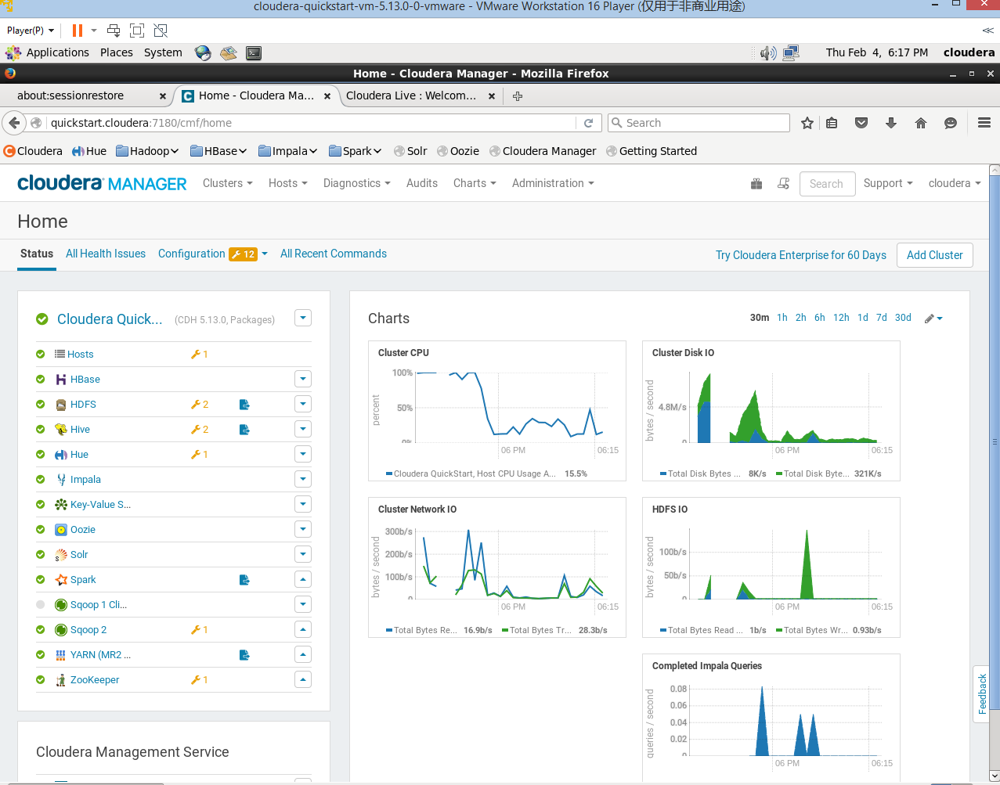 cloudera-quickstart-vm-5.13.0-0-vmware - VMware Workstation 16 Player (仅用于非商业用途)
Player(P)
Applications Places System Thu Feb 4, 6:17 PM cloudera
Home - Cloudera Manager - Mozilla Firefox
about:sessionrestore Home - Cloudera Ma... Cloudera Live : Welcom...
quickstart.cloudera:7180/cmf/home Search
Cloudera Hue Hadoop HBase Impala Spark Solr Oozie Cloudera Manager Getting Started
cloudera MANAGER Clusters Hosts Diagnostics Audits Charts Administration Search Support cloudera
Home
Status All Health Issues Configuration 12 All Recent Commands Try Cloudera Enterprise for 60 Days Add Cluster
Cloudera Quick... (CDH 5.13.0, Packages)
Hosts 1
HBase
HDFS 2
Hive 2
Hue 1
Impala
Key-Value S...
Oozie
Solr
Spark
Sqoop 1 Cli...
Sqoop 2 1
YARN (MR2 ...
ZooKeeper 1
Cloudera Management Service
Charts 30m 1h 2h 6h 12h 1d 7d 30d
Cluster CPU
percent
100%
50%
0%
06 PM 06:15
Cloudera QuickStart, Host CPU Usage A... 15.5%
Cluster Disk IO
bytes / second
4.8M/s
0
06 PM 06:15
Total Disk Bytes ... 8K/s Total Disk Byte... 321K/s
Cluster Network IO
bytes / second
300b/s
200b/s
100b/s
0
06 PM 06:15
Total Bytes Re... 16.9b/s Total Bytes Tr... 28.3b/s
HDFS IO
bytes / second
100b/s
50b/s
0
06 PM 06:15
Total Bytes Read ... 1b/s Total Bytes Wr... 0.93b/s
Completed Impala Queries
queries / second
0.08
0.06
0.04
0.02
0
06 PM 06:15
Feedback